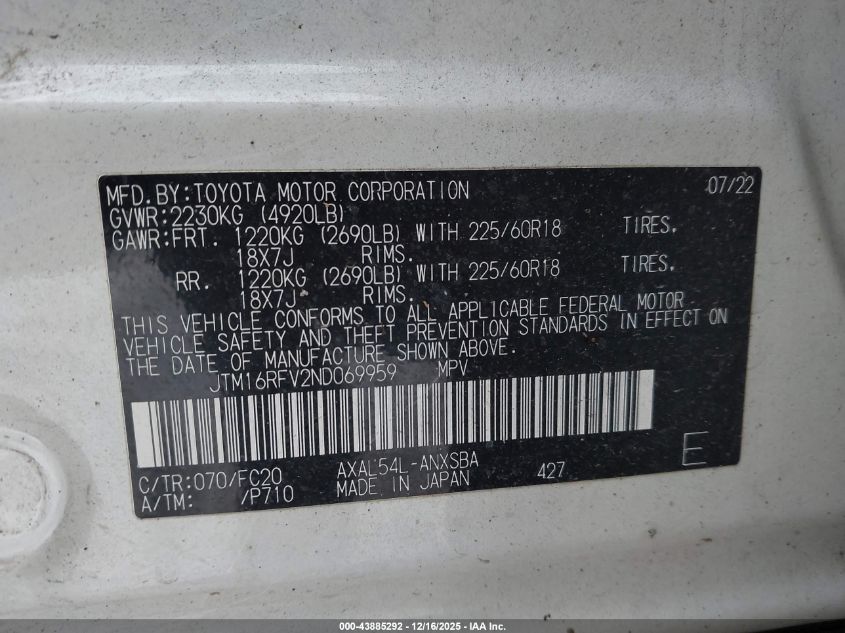 MFD.BY:TOYOTA MOTOR CORPORATION 07/22
GVWR:2230KG (4920LB)
GAWR:FRT. 1220KG (2690LB) WITH 225/60R18 TIRES.
18X7J RIMS.
RR. 1220KG (2690LB) WITH 225/60R18 TIRES.
18X7J RIMS.
THIS VEHICLE CONFORMS TO ALL APPLICABLE FEDERAL MOTOR
VEHICLE SAFETY AND THEFT PREVENTION STANDARDS IN EFFECT ON
THE DATE OF MANUFACTURE SHOWN ABOVE.
JTM16RFV2ND069959 MPV
C/TR:070/FC20 AXAL54L-ANXSBA 427 E
A/TM: /P710 MADE IN JAPAN
000-43885292 - 12/16/2025 - IAA Inc.